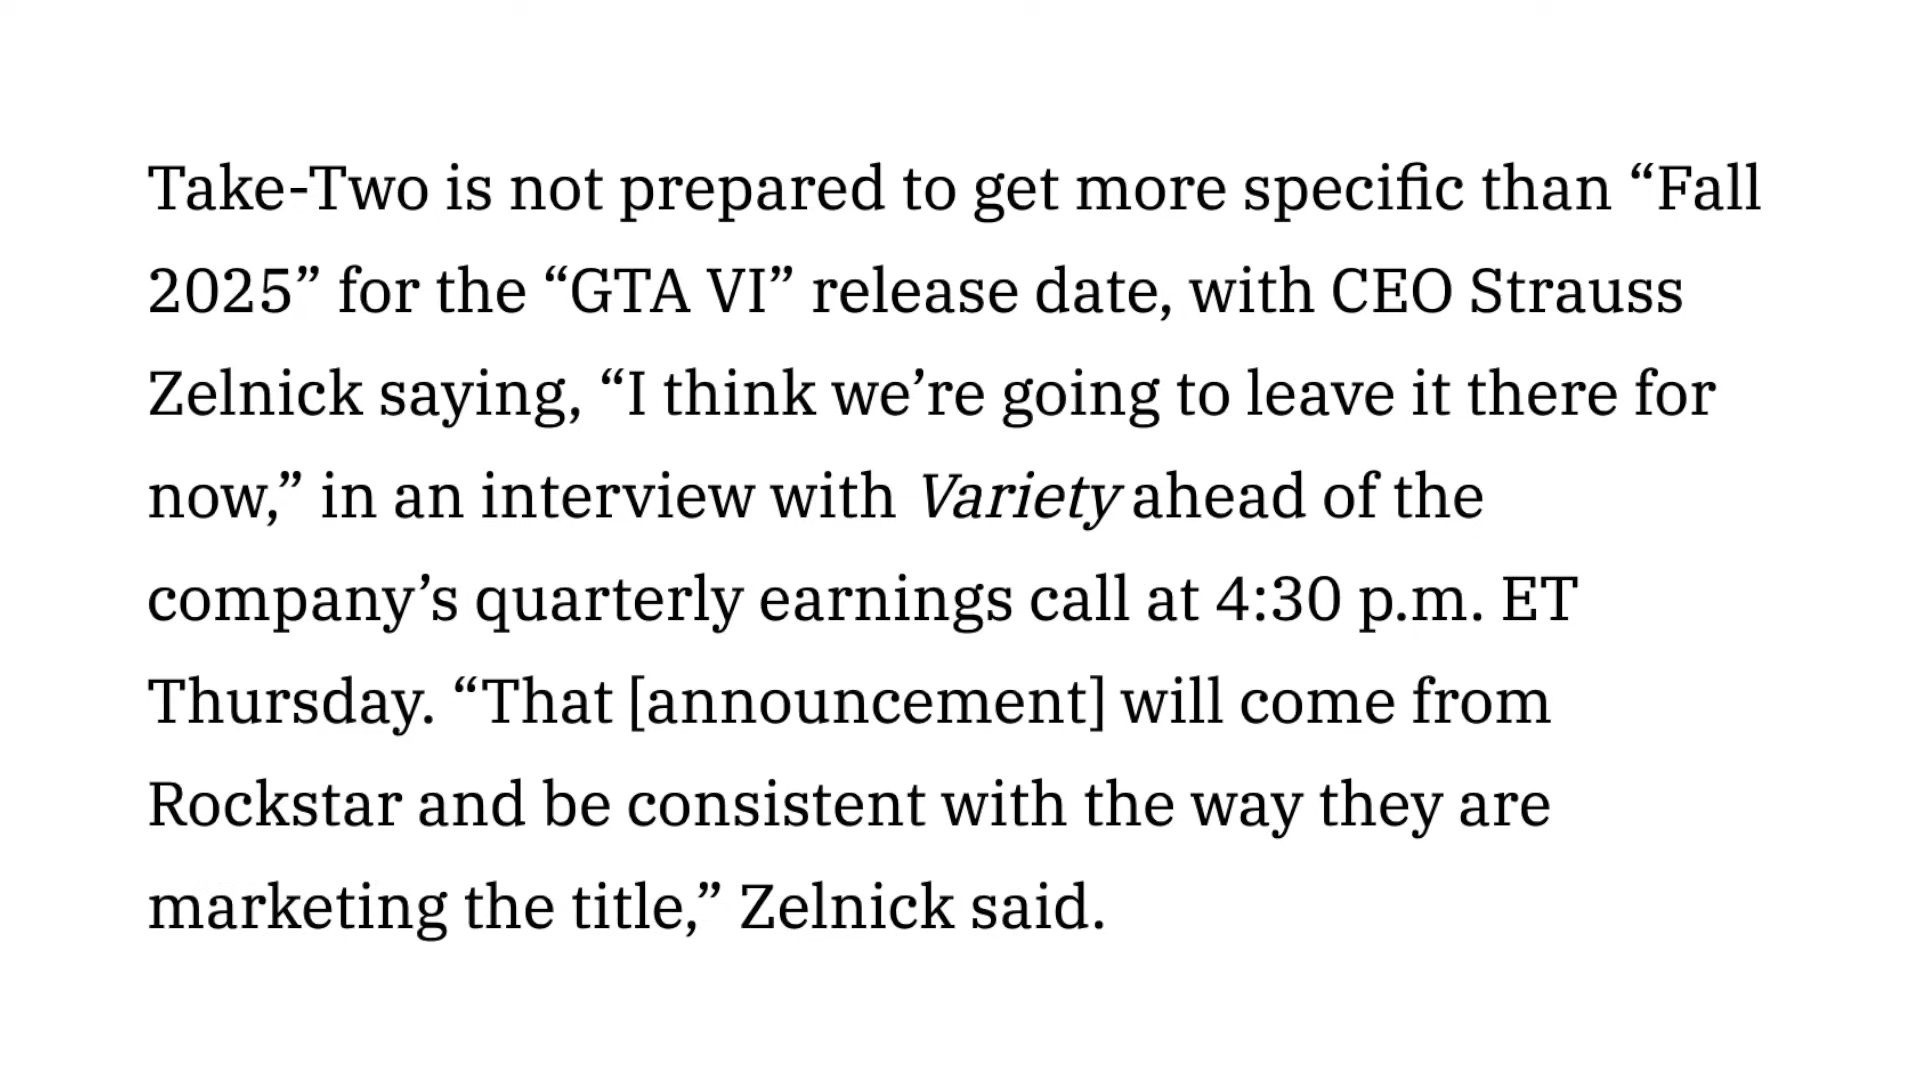 Take-Two is not prepared to get more specific than “Fall
2025” for the “GTA VI” release date, with CEO Strauss
Zelnick saying, “I think we’re going to leave it there for
now,” in an interview with Variety ahead of the
company’s quarterly earnings call at 4:30 p.m. ET
Thursday. “That [announcement] will come from
Rockstar and be consistent with the way they are
marketing the title,” Zelnick said.